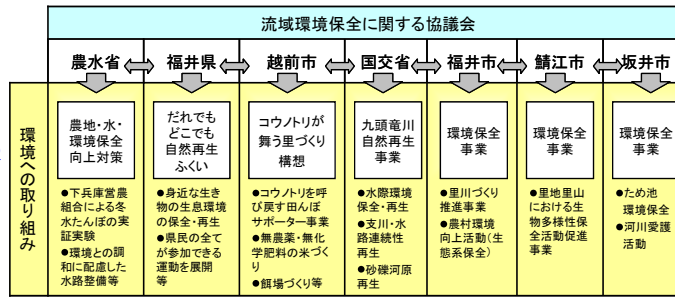 流域環境保全に関する協議会
農水省
福井県
越前市
国交省
福井市
鯖江市
坂井市
環境への取り組み
農地・水・
環境保全
向上対策
●下兵庫営農
組合による冬
水たんぼの実
証実験
●環境との調
和に配慮した
水路整備等
だれでも
どこでも
自然再生
ふくい
●身近な生き
物の生息環境
の保全・再生
●県民の全て
が参加できる
運動を展開
等
コウノトリが
舞う里づくり
構想
●コウノトリを呼
び戻す田んぼ
サポーター事業
●無農薬・無化
学肥料の米づく
り
●餌場づくり等
九頭竜川
自然再生
事業
●水際環境
保全・再生
●支川・水
路連続性
再生
●砂礫河原
再生
環境保全
事業
●里川づくり
推進事業
●農村環境
向上活動(生
態系保全)
環境保全
事業
●里地里山
における生
物多様性保
全活動促進
事業
環境保全
事業
●ため池
環境保全
●河川愛護
活動